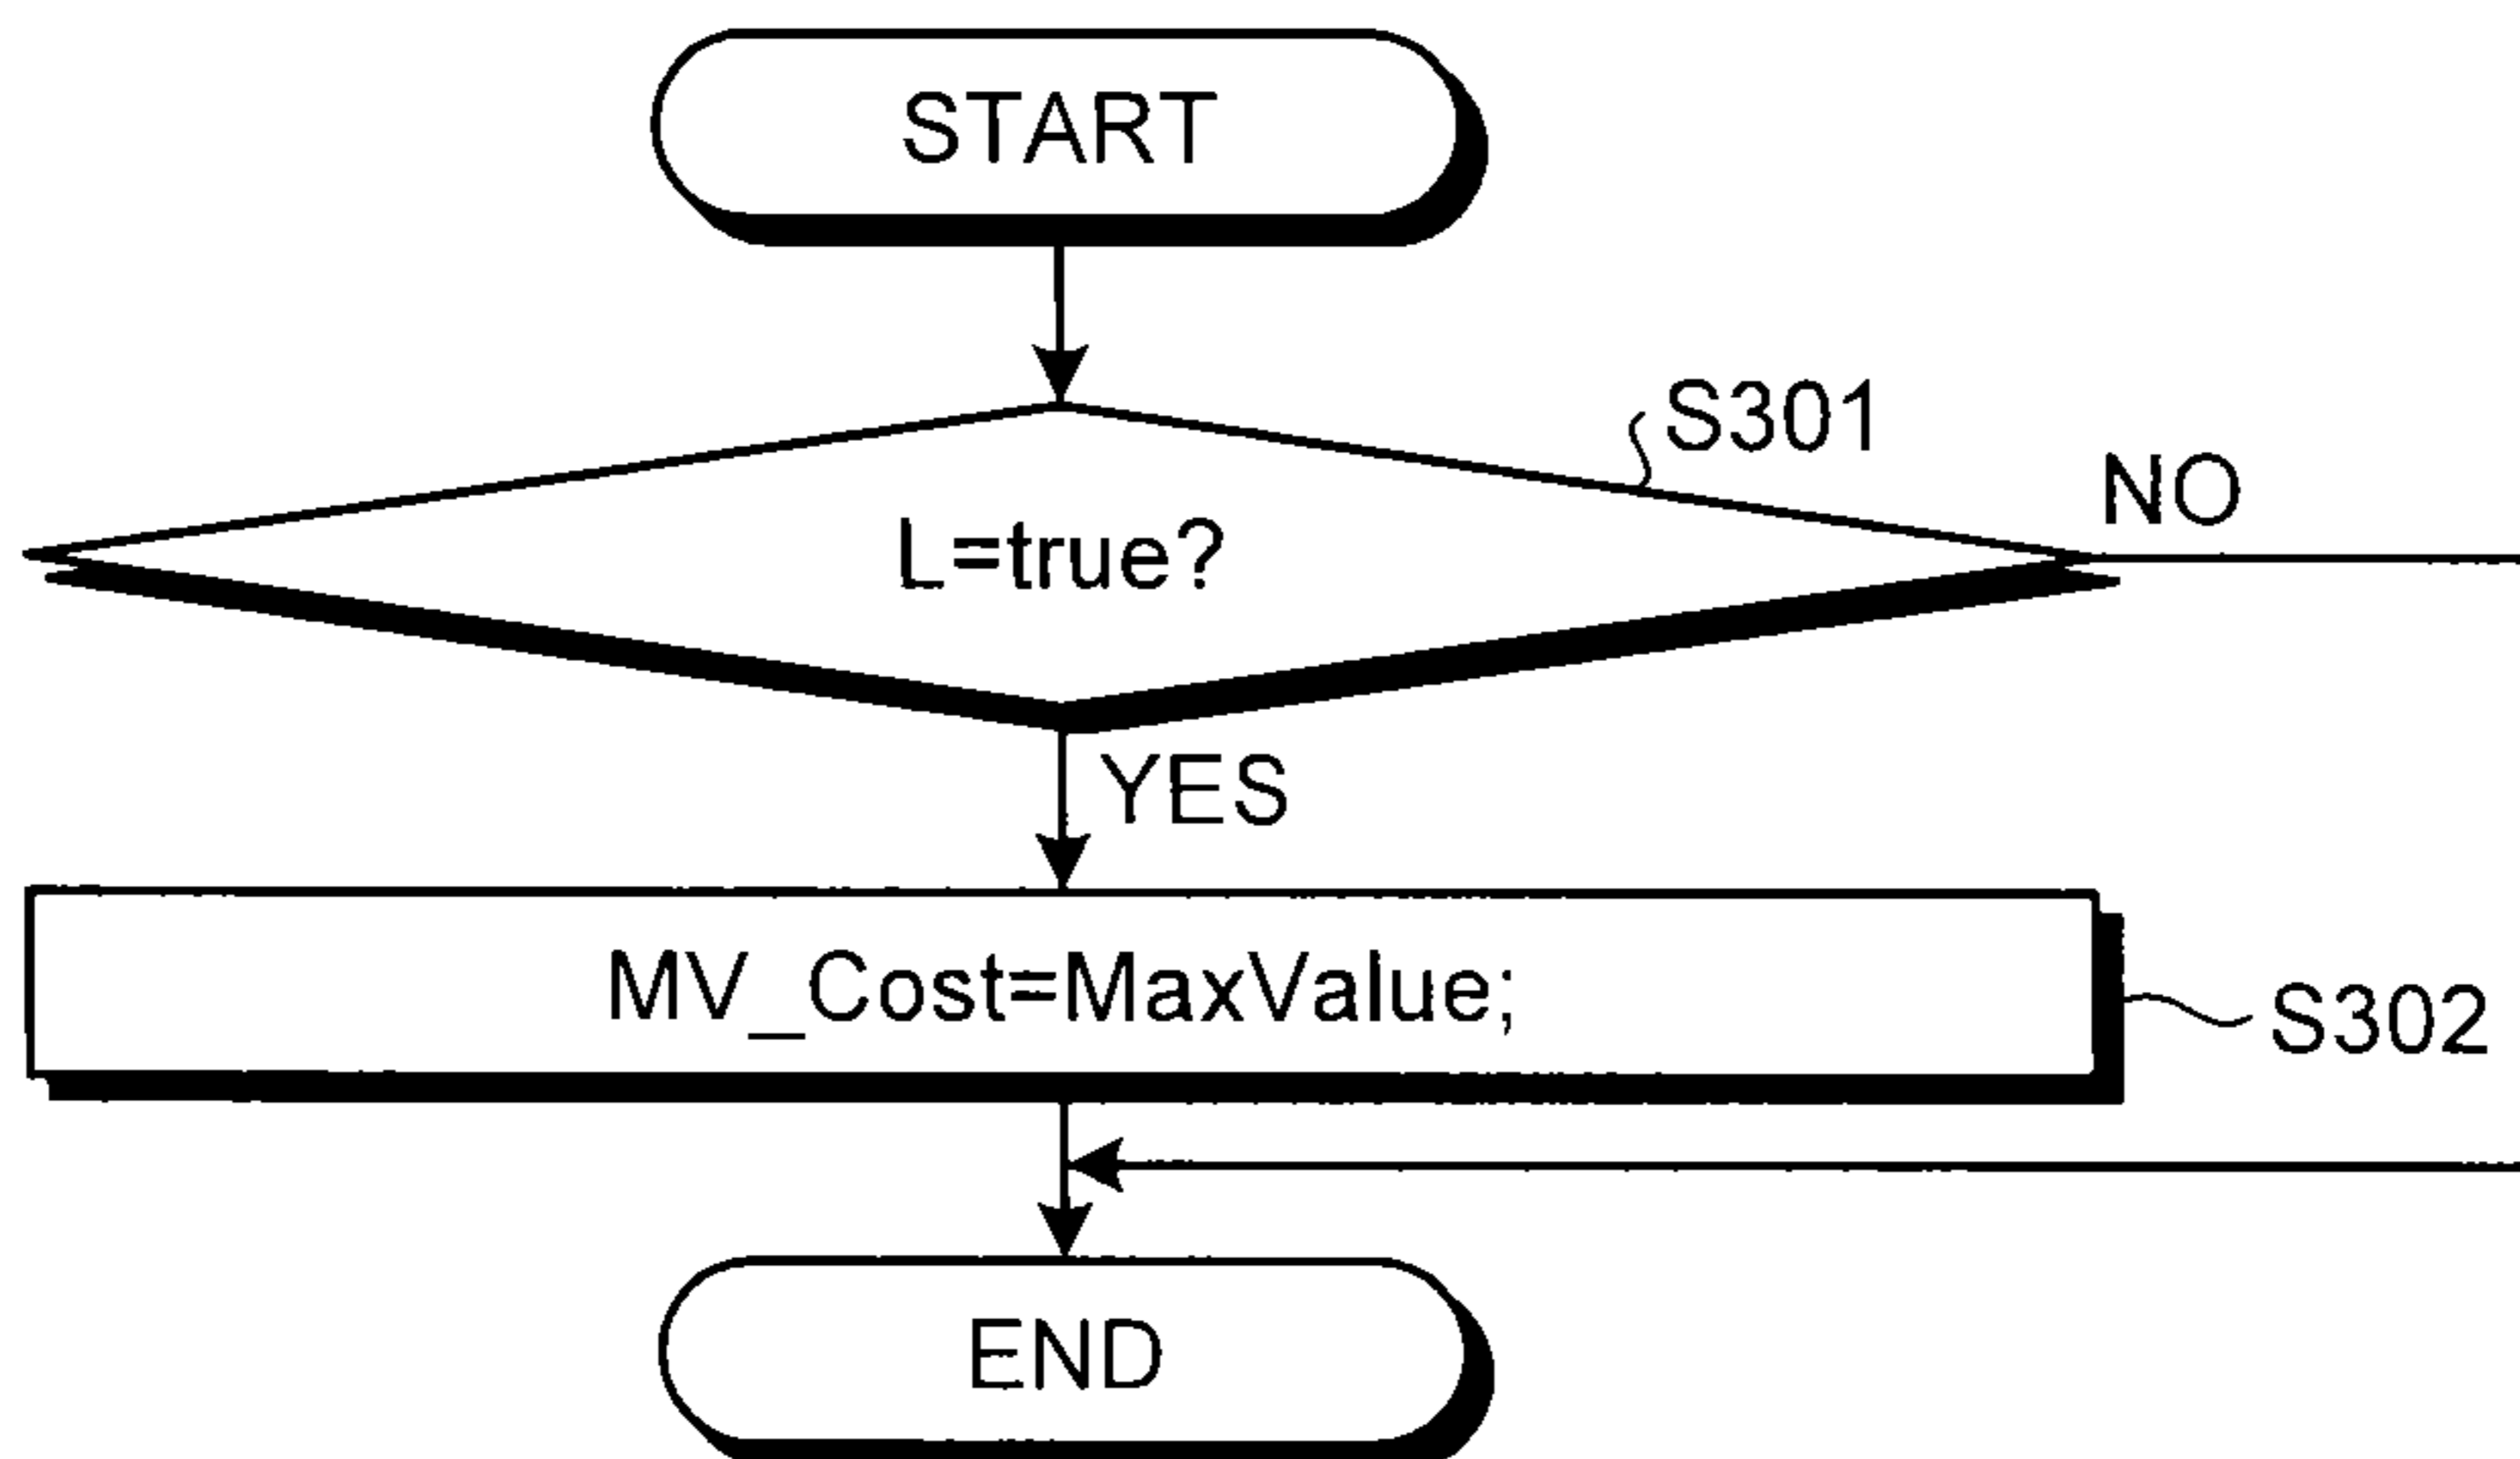 START
S301
NO
L=true?
YES
MV_Cost=MaxValue;
S302
END